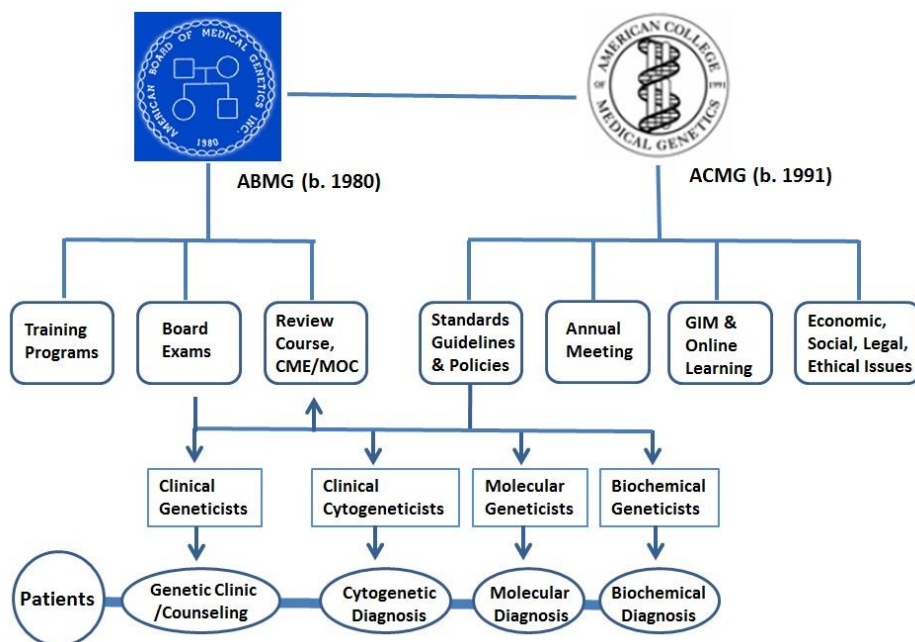 AMERICAN BOARD OF MEDICAL GENETICS INC.
1980
AMERICAN COLLEGE
OF
1991
MEDICAL GENETICS
ABMG (b. 1980)
ACMG (b. 1991)
Training
Programs
Board
Exams
Review
Course,
CME/MOC
Standards
Guidelines
& Policies
Annual
Meeting
GIM &
Online
Learning
Economic,
Social, Legal,
Ethical Issues
Clinical
Geneticists
Clinical
Cytogeneticists
Molecular
Geneticists
Biochemical
Geneticists
Patients
Genetic Clinic
/Counseling
Cytogenetic
Diagnosis
Molecular
Diagnosis
Biochemical
Diagnosis